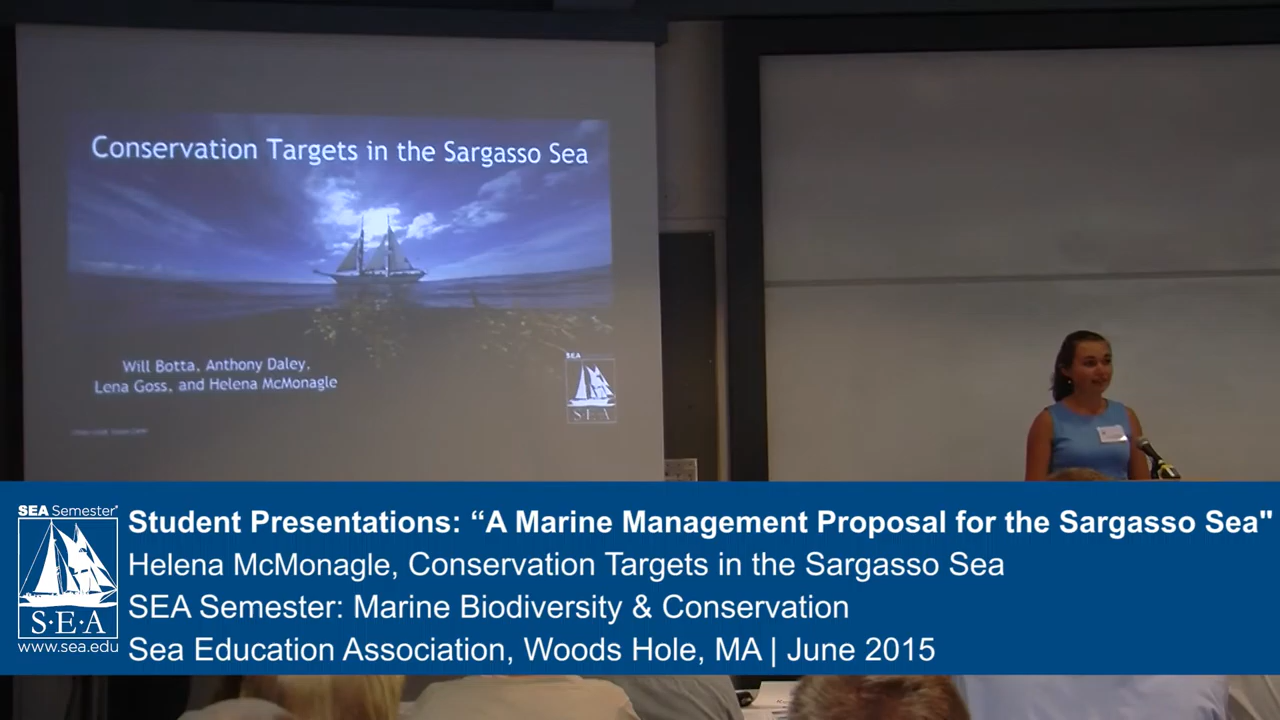 Conservation Targets in the Sargasso Sea
Will Botta, Anthony Daley,
Lena Goss, and Helena McMonagle
SEA
SEA
SEA Semester®
S·E·A
www.sea.edu
Student Presentations: “A Marine Management Proposal for the Sargasso Sea"
Helena McMonagle, Conservation Targets in the Sargasso Sea
SEA Semester: Marine Biodiversity & Conservation
Sea Education Association, Woods Hole, MA | June 2015